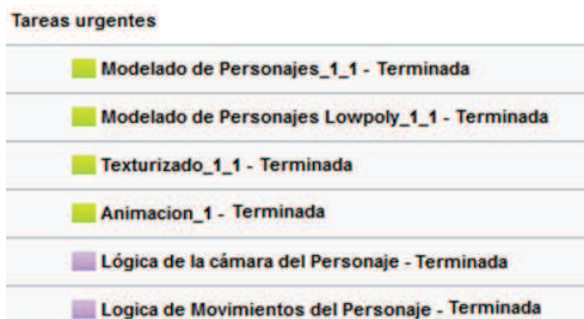 Tareas urgentes
Modelado de Personajes_1_1 - Terminada
Modelado de Personajes Lowpoly_1_1 - Terminada
Texturizado_1_1 - Terminada
Animacion_1 - Terminada
Lógica de la cámara del Personaje - Terminada
Logica de Movimientos del Personaje - Terminada